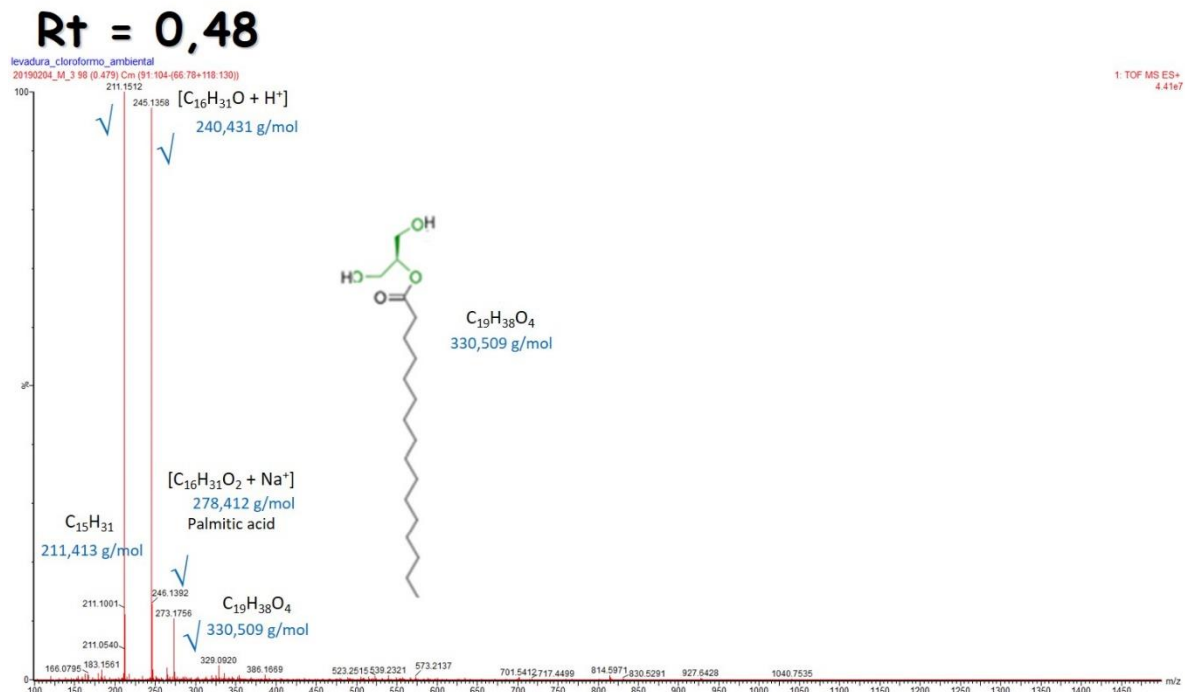 Rt = 0,48
levadura_cloroformo_ambiental
20190204_M_3 98 (0.479) Cm (91:104-(66:78+118:130))
1: TOF MS ES+
4.41e7
100
211.1512
245.1358
[C₁₆H₃₁O + H⁺]
240,431 g/mol
√
√
OH
HO
O
O
C₁₉H₃₈O₄
330,509 g/mol
%
[C₁₆H₃₁O₂ + Na⁺]
278,412 g/mol
Palmitic acid
C₁₅H₃₁
211,413 g/mol
√
246.1392
211.1001
273.1756
C₁₉H₃₈O₄
330,509 g/mol
√
211.0540
166.0795
183.1561
329.0920
386.1669
523.2515
539.2321
573.2137
701.5412
717.4499
814.5971
830.5291
927.6428
1040.7535
0
m/z
100 150 200 250 300 350 400 450 500 550 600 650 700 750 800 850 900 950 1000 1050 1100 1150 1200 1250 1300 1350 1400 1450